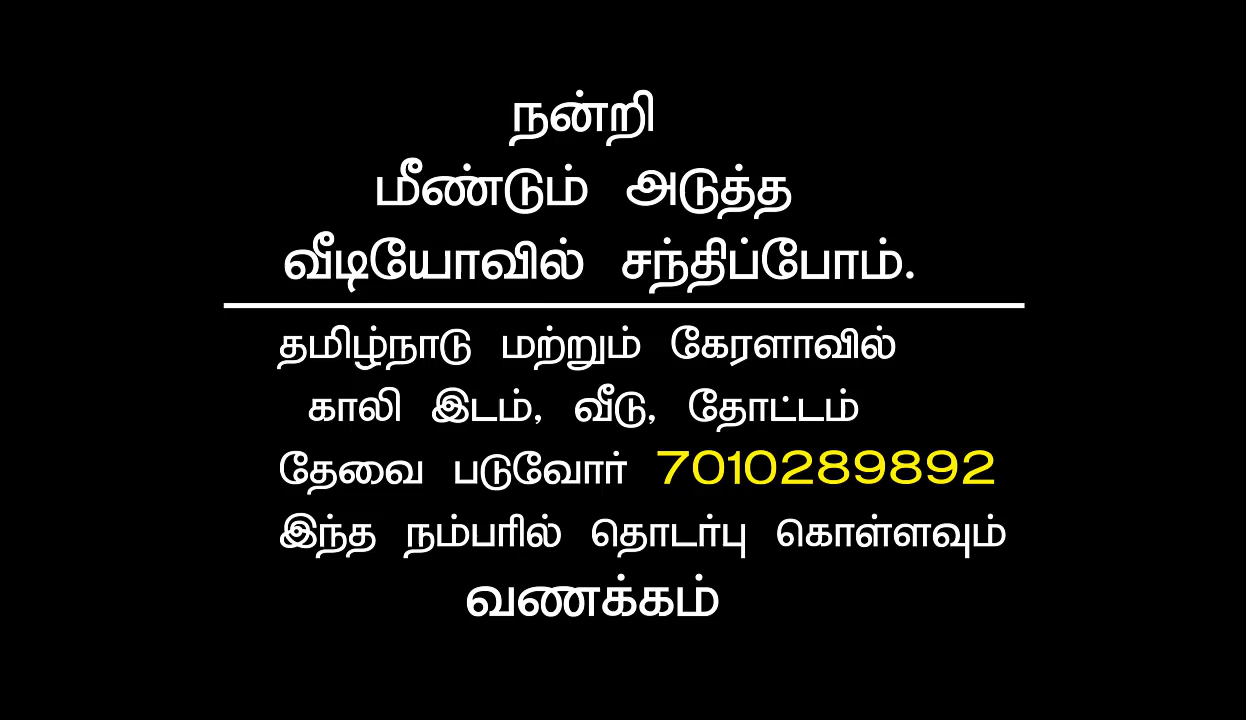 நன்றி
மீண்டும் அடுத்த
வீடியோவில் சந்திப்போம்.
தமிழ்நாடு மற்றும் கேரளாவில்
காலி இடம், வீடு, தோட்டம்
தேவை படுவோர் 7010289892
இந்த நம்பரில் தொடர்பு கொள்ளவும்
வணக்கம்